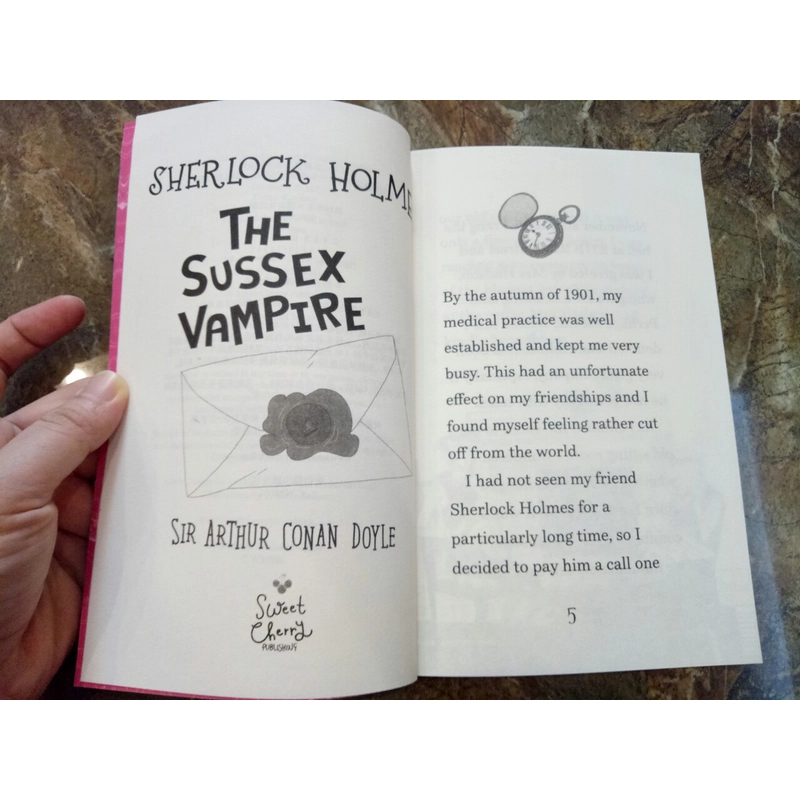 SHERLOCK HOLME
THE
SUSSEX
VAMPIRE
SIR ARTHUR CONAN DOYLE
Sweet
Cherry
PUBLISHING
By the autumn of 1901, my
medical practice was well
established and kept me very
busy. This had an unfortunate
effect on my friendships and I
found myself feeling rather cut
off from the world.
I had not seen my friend
Sherlock Holmes for a
particularly long time, so I
decided to pay him a call one
5